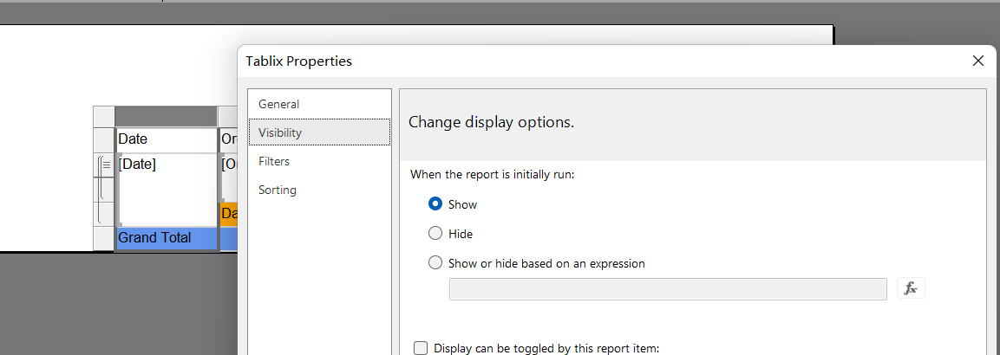 Tablix Properties
General
Visibility
Filters
Sorting
Change display options.
When the report is initially run:
Show
Hide
Show or hide based on an expression
fx
Display can be toggled by this report item:
Date
Or
[Date]
[O
Da
Grand Total